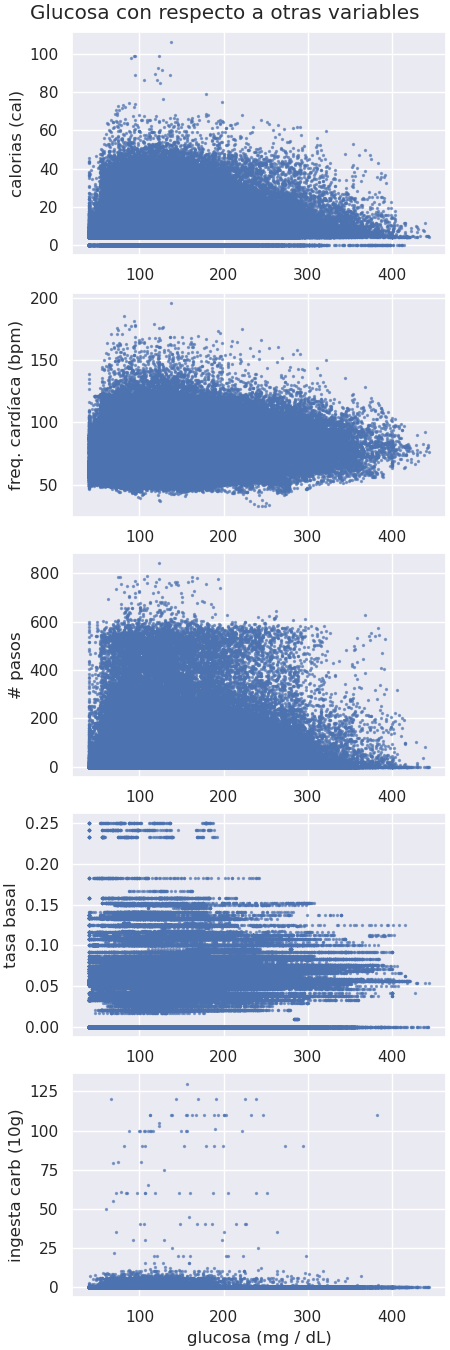 Glucosa con respecto a otras variables
100
80
60
40
20
0
calorías (cal)
100 200 300 400
200
150
100
50
freq. cardíaca (bpm)
100 200 300 400
800
600
400
200
0
# pasos
100 200 300 400
0.25
0.20
0.15
0.10
0.05
0.00
tasa basal
100 200 300 400
125
100
75
50
25
0
ingesta carb (10g)
100 200 300 400
glucosa (mg / dL)